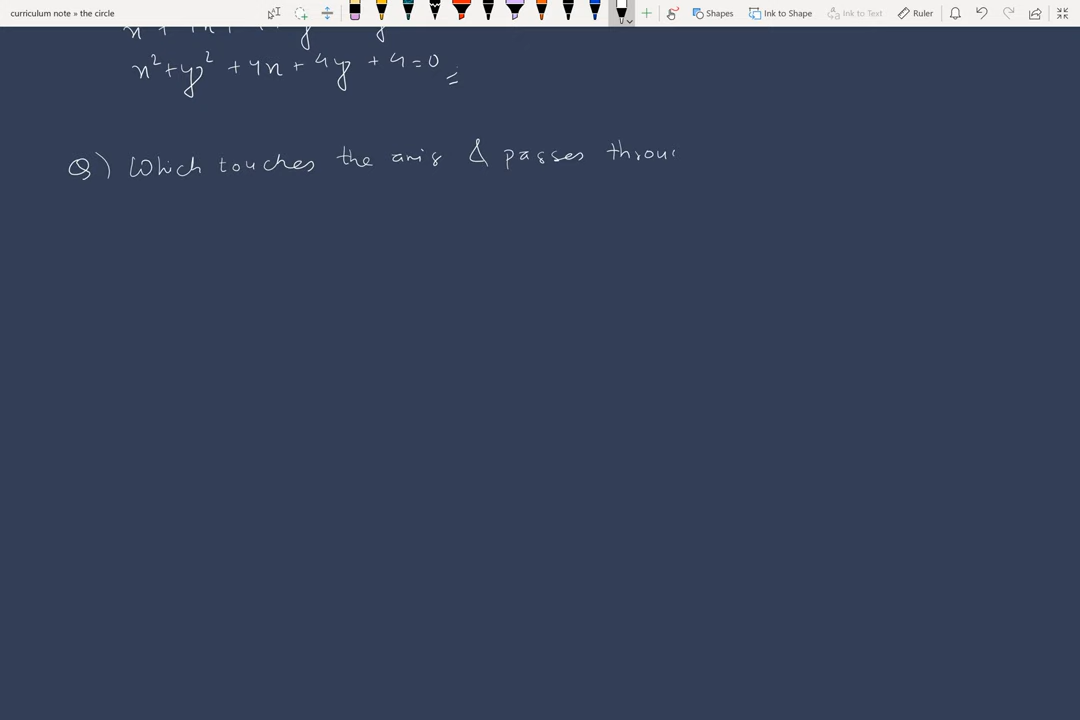 curriculum note » the circle
Shapes
Ink to Shape
Ink to Text
Ruler
x² + y² + 4x + 4y + 4 = 0
Q) Which touches the axis & passes throu